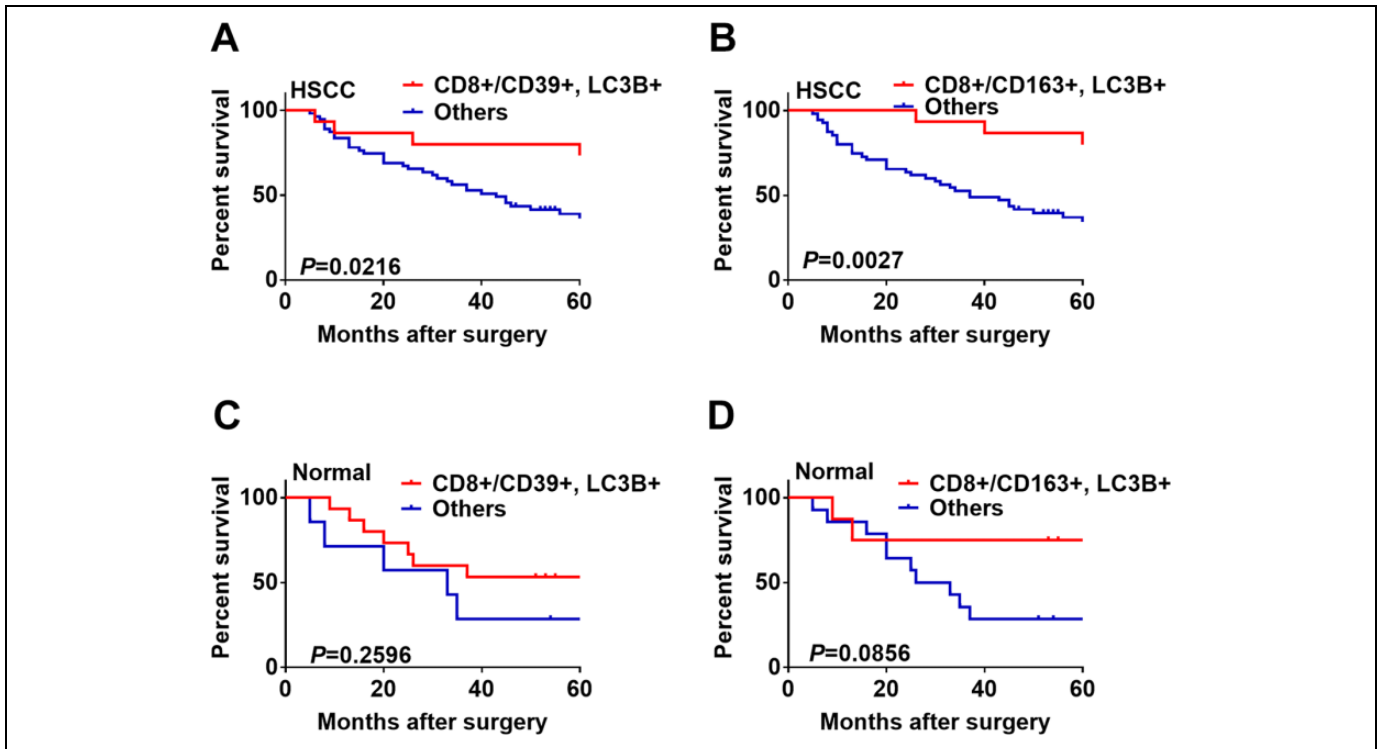 A
HSCC
CD8+/CD39+, LC3B+
Others
Percent survival
100
50
0
P=0.0216
0 20 40 60
Months after surgery
B
HSCC
CD8+/CD163+, LC3B+
Others
Percent survival
100
50
0
P=0.0027
0 20 40 60
Months after surgery
C
Normal
CD8+/CD39+, LC3B+
Others
Percent survival
100
50
0
P=0.2596
0 20 40 60
Months after surgery
D
Normal
CD8+/CD163+, LC3B+
Others
Percent survival
100
50
0
P=0.0856
0 20 40 60
Months after surgery